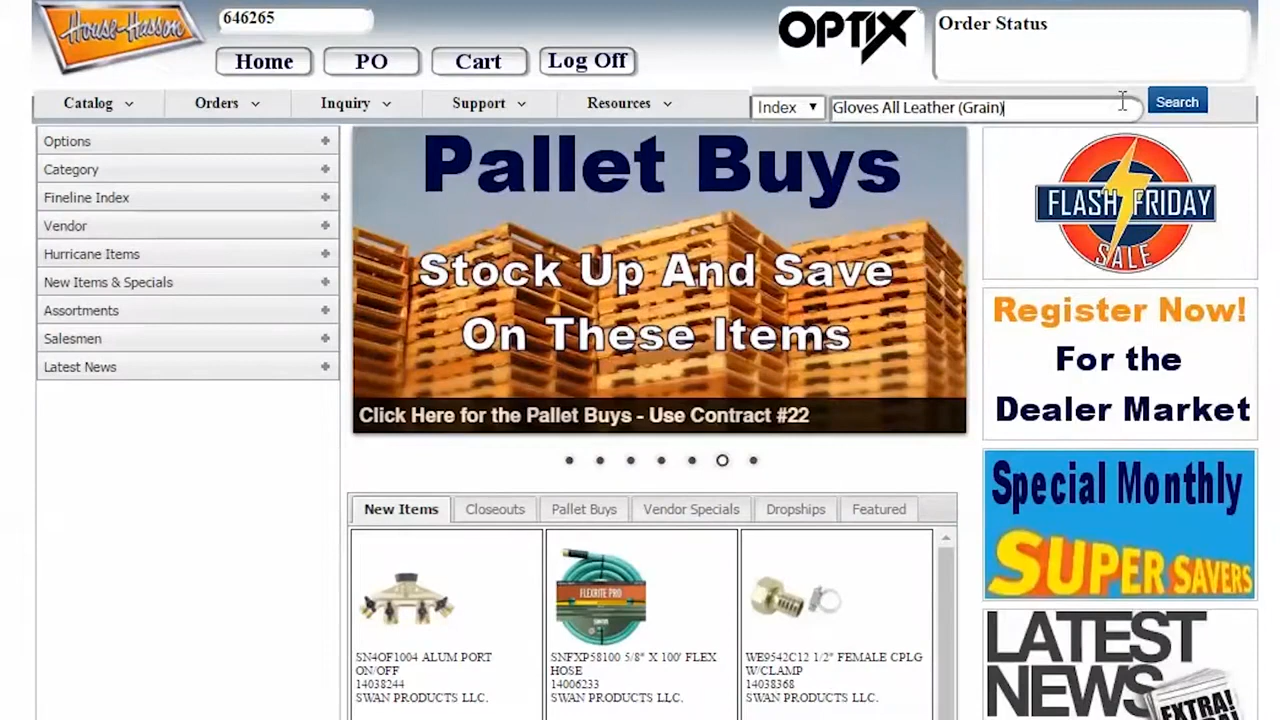 House-Hasson
646265
OPTIX
Order Status
Home
PO
Cart
Log Off
Catalog
Orders
Inquiry
Support
Resources
Index
Gloves All Leather (Grain)
Search
Options
Category
Fineline Index
Vendor
Hurricane Items
New Items & Specials
Assortments
Salesmen
Latest News
Pallet Buys
Stock Up And Save
On These Items
Click Here for the Pallet Buys - Use Contract #22
FLASH FRIDAY
SALE
Register Now!
For the
Dealer Market
Special Monthly
SUPER SAVERS
LATEST
NEWS
EXTRA!
New Items
Closeouts
Pallet Buys
Vendor Specials
Dropships
Featured
FLEXRITE PRO
SN4OF1004 ALUM PORT
ON/OFF
14038244
SWAN PRODUCTS LLC.
SNFXP58100 5/8" X 100' FLEX
HOSE
14006233
SWAN PRODUCTS LLC.
WE9542C12 1/2" FEMALE CPLG
W/CLAMP
14038368
SWAN PRODUCTS LLC.